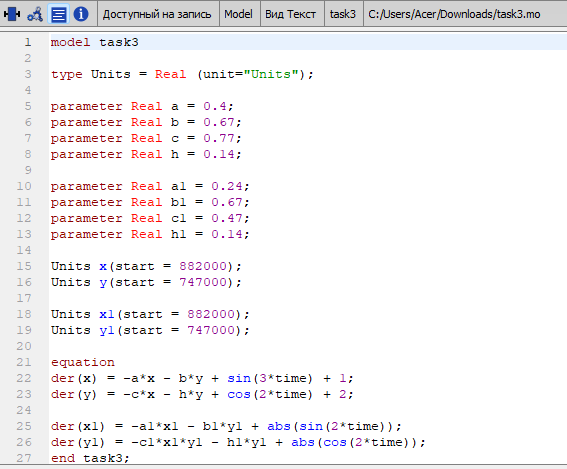 Доступный на запись Model Вид Текст task3 C:/Users/Acer/Downloads/task3.mo
1 model task3
2
3 type Units = Real (unit="Units");
4
5 parameter Real a = 0.4;
6 parameter Real b = 0.67;
7 parameter Real c = 0.77;
8 parameter Real h = 0.14;
9
10 parameter Real a1 = 0.24;
11 parameter Real b1 = 0.67;
12 parameter Real c1 = 0.47;
13 parameter Real h1 = 0.14;
14
15 Units x(start = 882000);
16 Units y(start = 747000);
17
18 Units x1(start = 882000);
19 Units y1(start = 747000);
20
21 equation
22 der(x) = -a*x - b*y + sin(3*time) + 1;
23 der(y) = -c*x - h*y + cos(2*time) + 2;
24
25 der(x1) = -a1*x1 - b1*y1 + abs(sin(2*time));
26 der(y1) = -c1*x1*y1 - h1*y1 + abs(cos(2*time));
27 end task3;